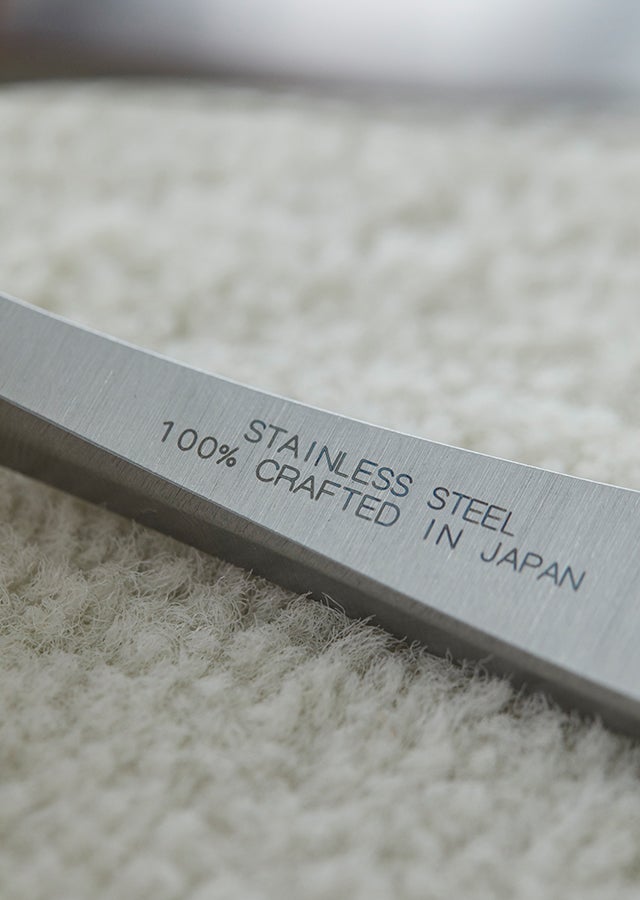 STAINLESS STEEL
100% CRAFTED IN JAPAN